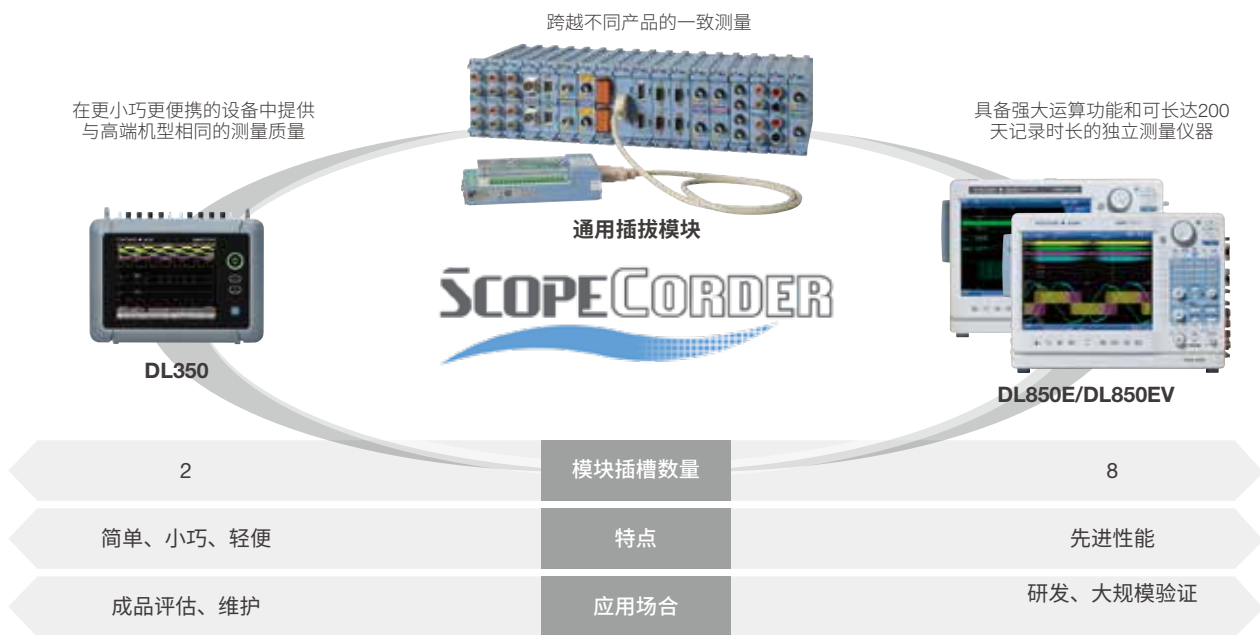 跨越不同产品的一致测量
在更小巧更便携的设备中提供
与高端机型相同的测量质量
具备强大运算功能和可长达200
天记录时长的独立测量仪器
通用插拔模块
SCOPECORDER
DL350
DL850E/DL850EV
2 模块插槽数量 8
简单、小巧、轻便 特点 先进性能
成品评估、维护 应用场合 研发、大规模验证